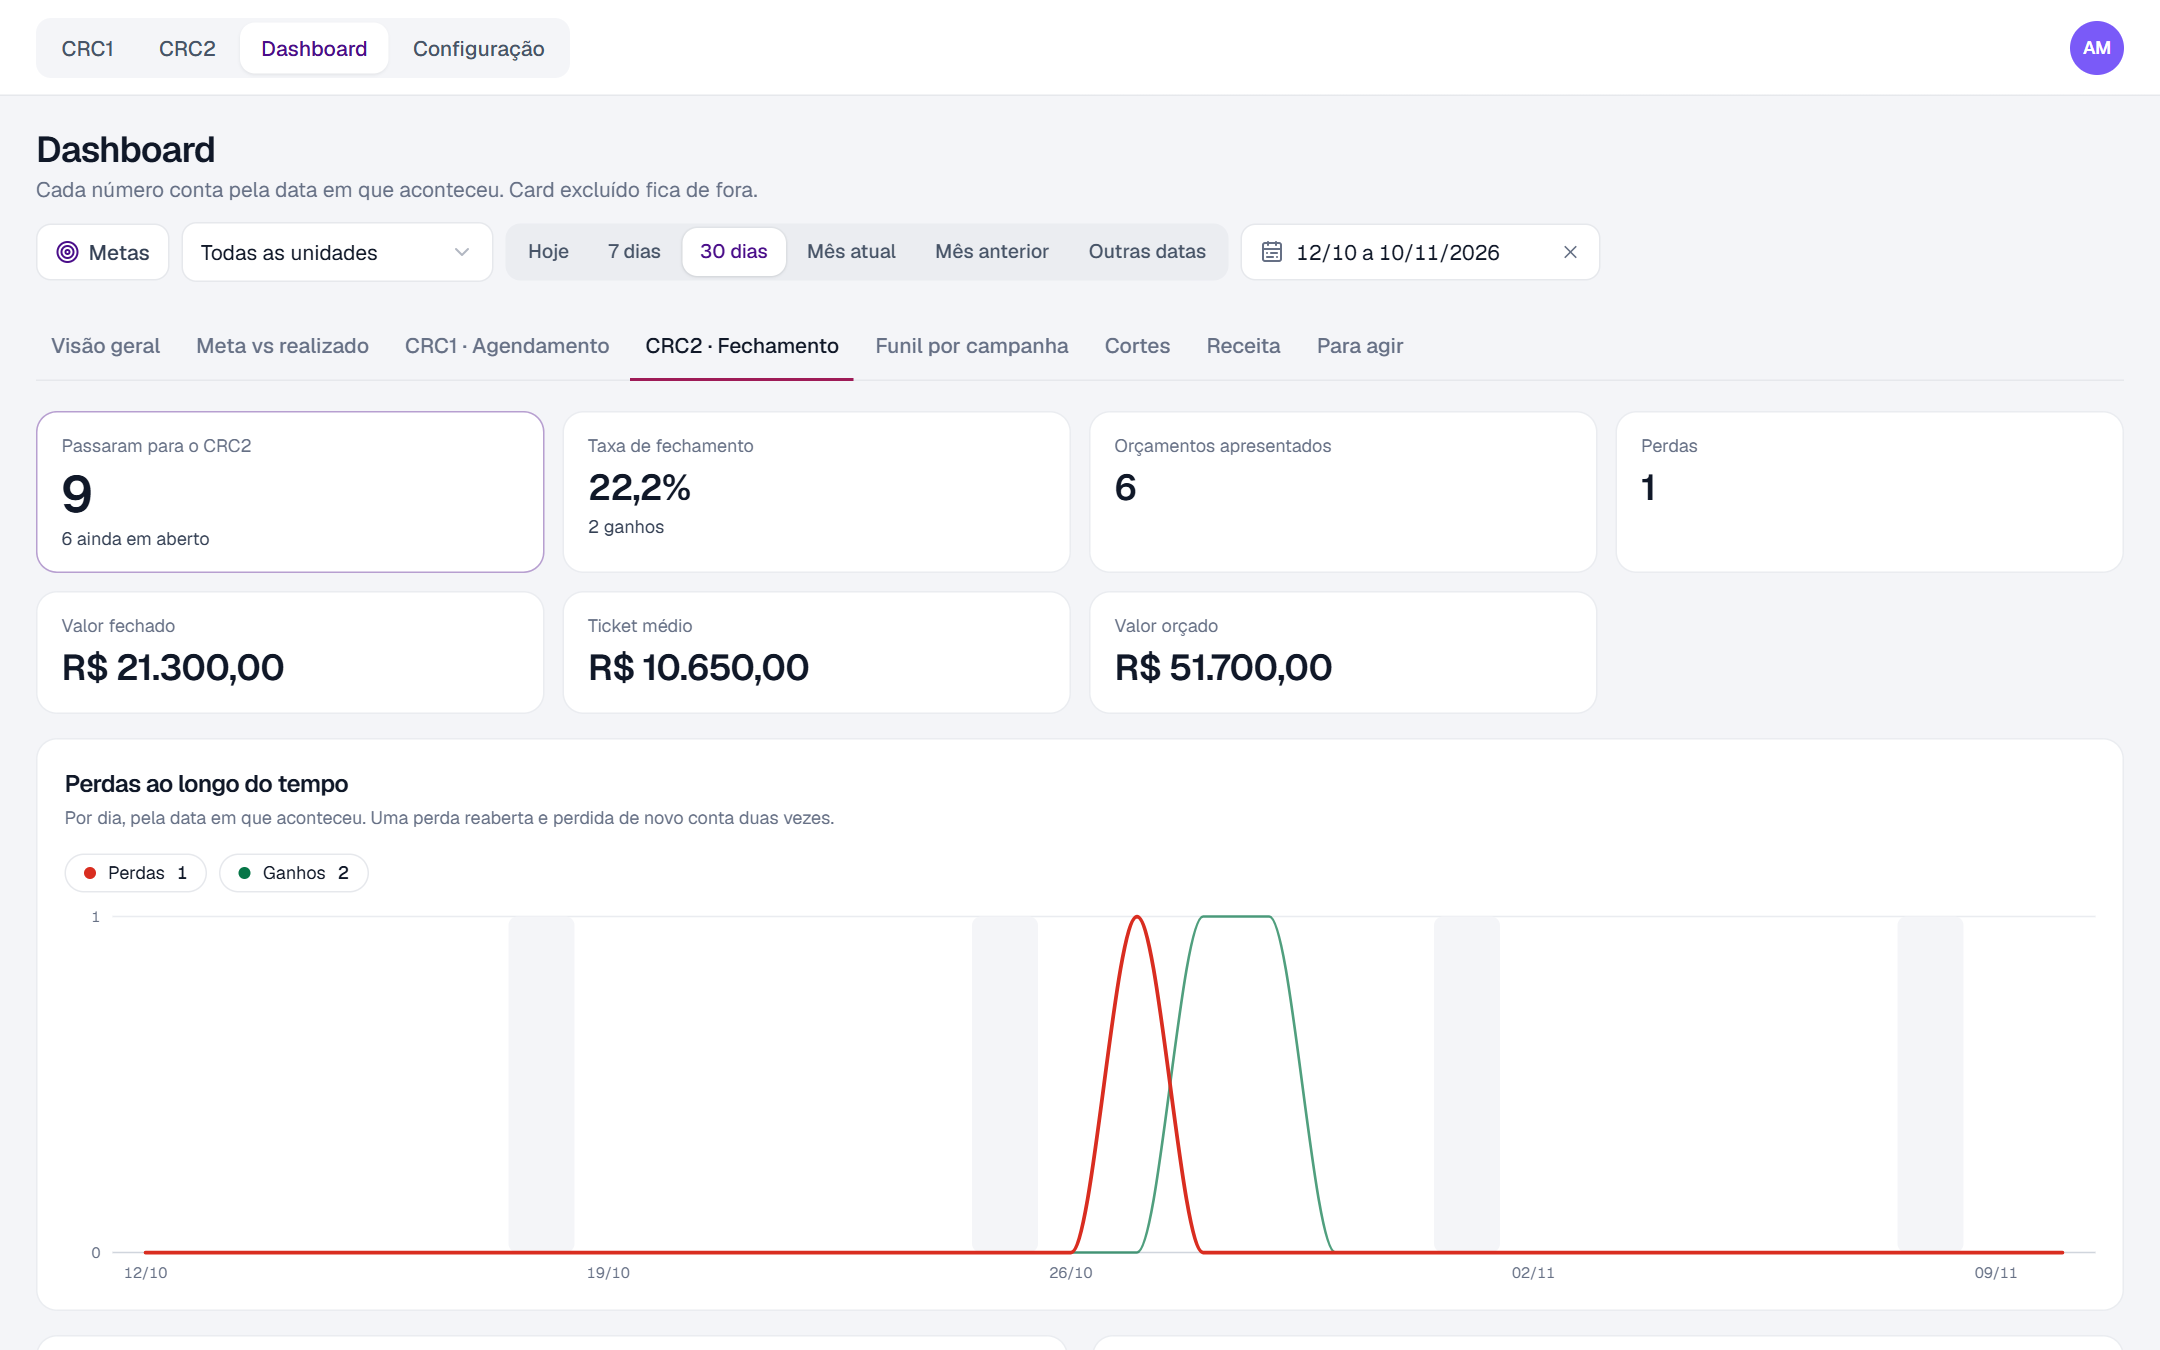 CRC1 CRC2 Dashboard Configuração AM
Dashboard
Cada número conta pela data em que aconteceu. Card excluído fica de fora.
Metas Todas as unidades Hoje 7 dias 30 dias Mês atual Mês anterior Outras datas 12/10 a 10/11/2026
Visão geral Meta vs realizado CRC1 · Agendamento CRC2 · Fechamento Funil por campanha Cortes Receita Para agir
Passaram para o CRC2
9
6 ainda em aberto
Taxa de fechamento
22,2%
2 ganhos
Orçamentos apresentados
6
Perdas
1
Valor fechado
R$ 21.300,00
Ticket médio
R$ 10.650,00
Valor orçado
R$ 51.700,00
Perdas ao longo do tempo
Por dia, pela data em que aconteceu. Uma perda reaberta e perdida de novo conta duas vezes.
Perdas 1 Ganhos 2
1
0
12/10 19/10 26/10 02/11 09/11